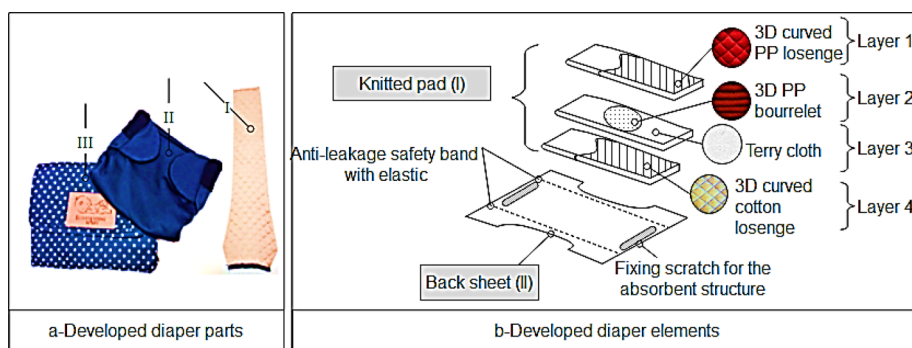 I
II
III
a-Developed diaper parts
3D curved
PP losenge
Layer 1
Knitted pad (I)
3D PP
bourrelet
Layer 2
Terry cloth
Layer 3
Anti-leakage safety band
with elastic
3D curved
cotton
losenge
Layer 4
Back sheet (II)
Fixing scratch for the
absorbent structure
b-Developed diaper elements